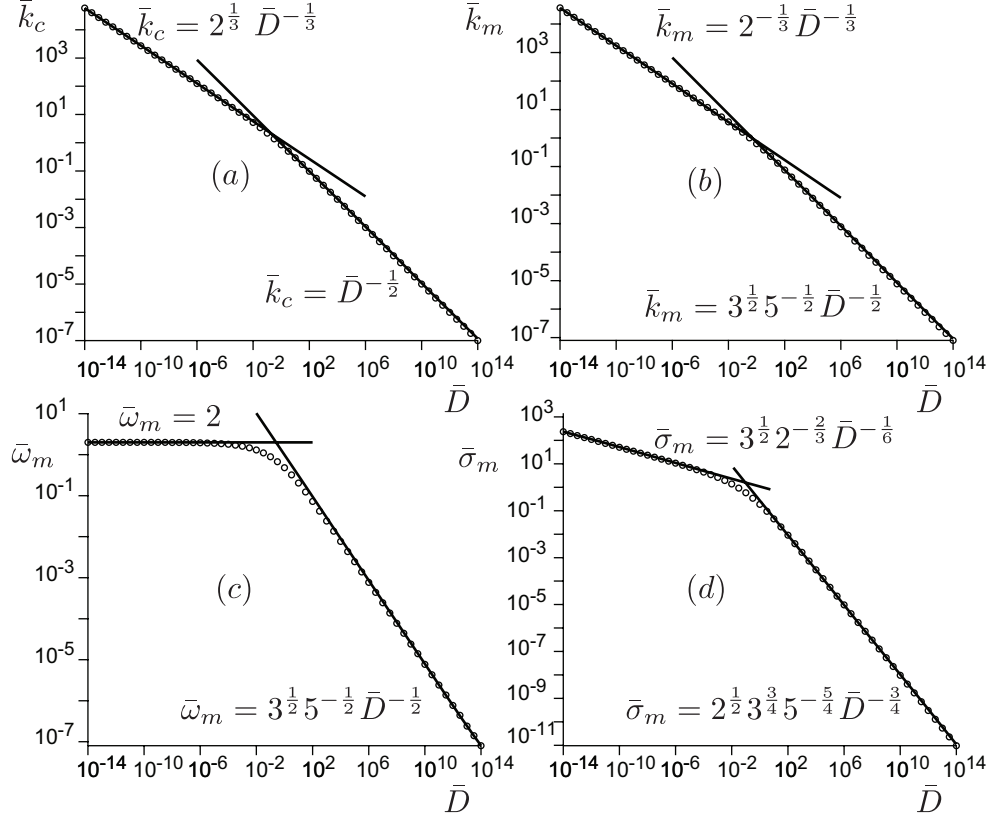 k̄_c k̄_c = 2^{1/3} D̄^{-1/3}
10^3
10^1
10^-1
(a)
10^-3
10^-5
k̄_c = D̄^{-1/2}
10^-7
10^-14 10^-10 10^-6 10^-2 10^2 10^6 10^10 10^14
D̄
k̄_m k̄_m = 2^{-1/3} D̄^{-1/3}
10^3
10^1
10^-1
(b)
10^-3
10^-5
k̄_m = 3^{1/2} 5^{-1/2} D̄^{-1/2}
10^-7
10^-14 10^-10 10^-6 10^-2 10^2 10^6 10^10 10^14
D̄
10^1 ω̄_m = 2
ω̄_m
10^-1
10^-3
(c)
10^-5
ω̄_m = 3^{1/2} 5^{-1/2} D̄^{-1/2}
10^-7
10^-14 10^-10 10^-6 10^-2 10^2 10^6 10^10 10^14
D̄
10^3
σ̄_m = 3^{1/2} 2^{-2/3} D̄^{-1/6}
σ̄_m
10^1
10^-1
10^-3
(d)
10^-5
10^-7
10^-9
σ̄_m = 2^{1/2} 3^{3/4} 5^{-5/4} D̄^{-3/4}
10^-11
10^-14 10^-10 10^-6 10^-2 10^2 10^6 10^10 10^14
D̄